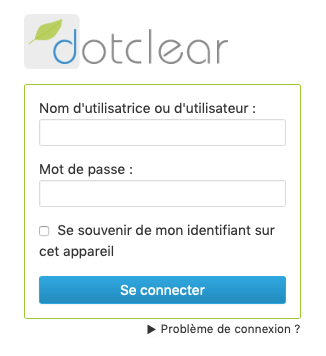 dotclear
Nom d'utilisatrice ou d'utilisateur :
Mot de passe :
Se souvenir de mon identifiant sur
cet appareil
Se connecter
▶ Problème de connexion ?